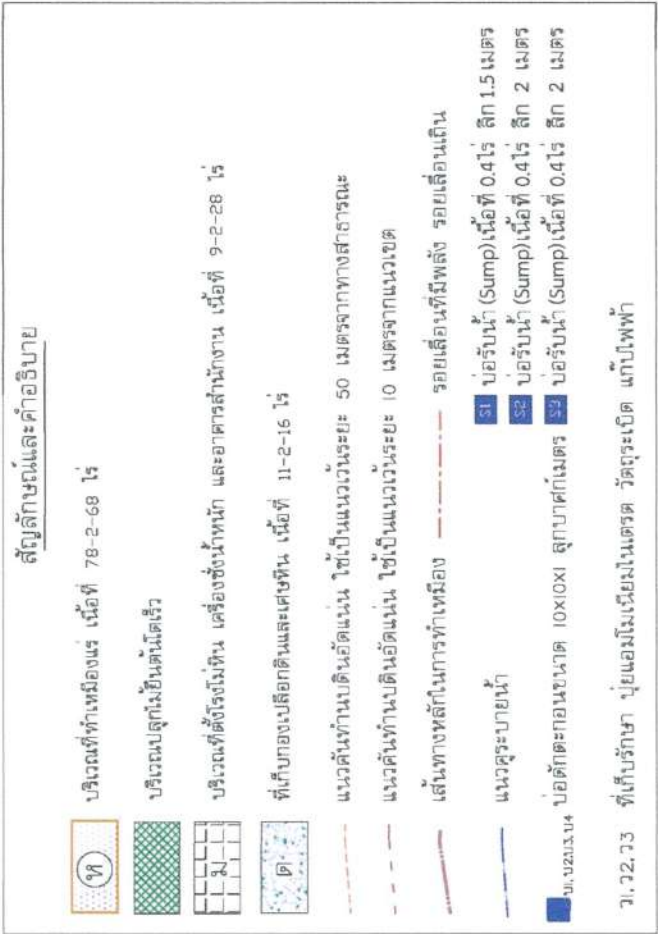 สัญลักษณ์และคำอธิบาย
ห บริเวณที่ทำเหมืองแร่ เนื้อที่ 78-2-68 ไร่
บริเวณปลูกไม้ยืนต้นโตเร็ว
ม บริเวณที่ตั้งโรงโม่หิน เครื่องชั่งน้ำหนัก และอาคารสำนักงาน เนื้อที่ 9-2-28 ไร่
ด ที่เก็บกองเปลือกดินและเศษหิน เนื้อที่ 11-2-16 ไร่
แนวคันทำนบดินอัดแน่น ใช้เป็นแนวเว้นระยะ 50 เมตรจากทางสาธารณะ
แนวคันทำนบดินอัดแน่น ใช้เป็นแนวเว้นระยะ 10 เมตรจากแนวเขต
เส้นทางหลักในการทำเหมือง รอยเลื่อนที่มีพลัง รอยเลื่อนเถิน
แนวคูระบายน้ำ S1 บ่อรับน้ำ (Sump)เนื้อที่ 0.4ไร่ ลึก 1.5 เมตร
S2 บ่อรับน้ำ (Sump)เนื้อที่ 0.4ไร่ ลึก 2 เมตร
บ1, บ2,บ3, บ4 บ่อดักตะกอนขนาด 10x10x1 ลูกบาศก์เมตร S3 บ่อรับน้ำ (Sump)เนื้อที่ 0.4ไร่ ลึก 2 เมตร
ว1, ว2, ว3 ที่เก็บรักษา ปุ๋ยแอมโมเนียมไนเตรต วัตถุระเบิด แก๊ปไฟฟ้า